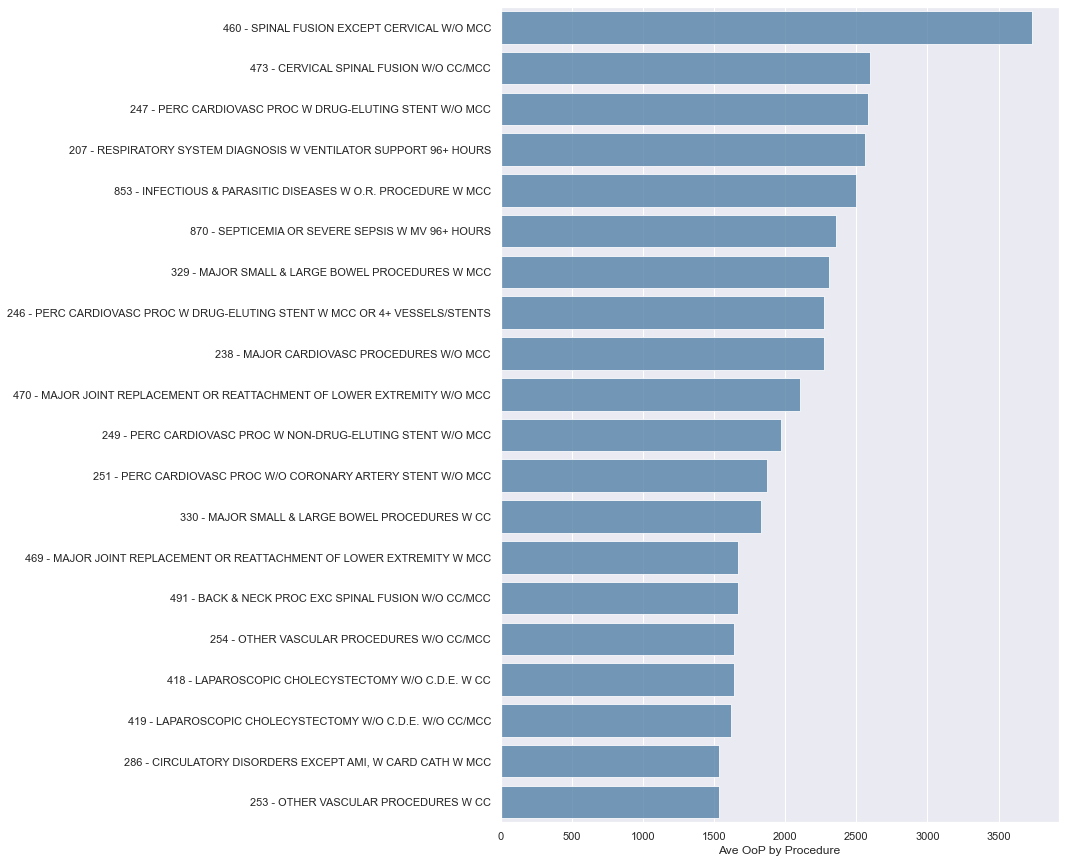 460 - SPINAL FUSION EXCEPT CERVICAL W/O MCC
473 - CERVICAL SPINAL FUSION W/O CC/MCC
247 - PERC CARDIOVASC PROC W DRUG-ELUTING STENT W/O MCC
207 - RESPIRATORY SYSTEM DIAGNOSIS W VENTILATOR SUPPORT 96+ HOURS
853 - INFECTIOUS & PARASITIC DISEASES W O.R. PROCEDURE W MCC
870 - SEPTICEMIA OR SEVERE SEPSIS W MV 96+ HOURS
329 - MAJOR SMALL & LARGE BOWEL PROCEDURES W MCC
246 - PERC CARDIOVASC PROC W DRUG-ELUTING STENT W MCC OR 4+ VESSELS/STENTS
238 - MAJOR CARDIOVASC PROCEDURES W/O MCC
470 - MAJOR JOINT REPLACEMENT OR REATTACHMENT OF LOWER EXTREMITY W/O MCC
249 - PERC CARDIOVASC PROC W NON-DRUG-ELUTING STENT W/O MCC
251 - PERC CARDIOVASC PROC W/O CORONARY ARTERY STENT W/O MCC
330 - MAJOR SMALL & LARGE BOWEL PROCEDURES W CC
469 - MAJOR JOINT REPLACEMENT OR REATTACHMENT OF LOWER EXTREMITY W MCC
491 - BACK & NECK PROC EXC SPINAL FUSION W/O CC/MCC
254 - OTHER VASCULAR PROCEDURES W/O CC/MCC
418 - LAPAROSCOPIC CHOLECYSTECTOMY W/O C.D.E. W CC
419 - LAPAROSCOPIC CHOLECYSTECTOMY W/O C.D.E. W/O CC/MCC
286 - CIRCULATORY DISORDERS EXCEPT AMI, W CARD CATH W MCC
253 - OTHER VASCULAR PROCEDURES W CC
0 500 1000 1500 2000 2500 3000 3500
Ave OoP by Procedure